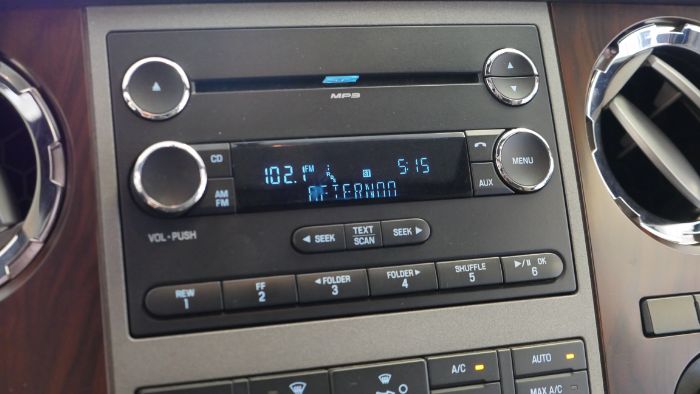 MP3
CD
102.1 FM
5:15
MENU
AM
FM
AFTERNOO
AUX
VOL-PUSH
◄ SEEK
TEXT
SCAN
SEEK ►
REW
1
FF
2
◄ FOLDER
3
FOLDER ►
4
SHUFFLE
5
►/II OK
6
A/C
AUTO
MAX A/C